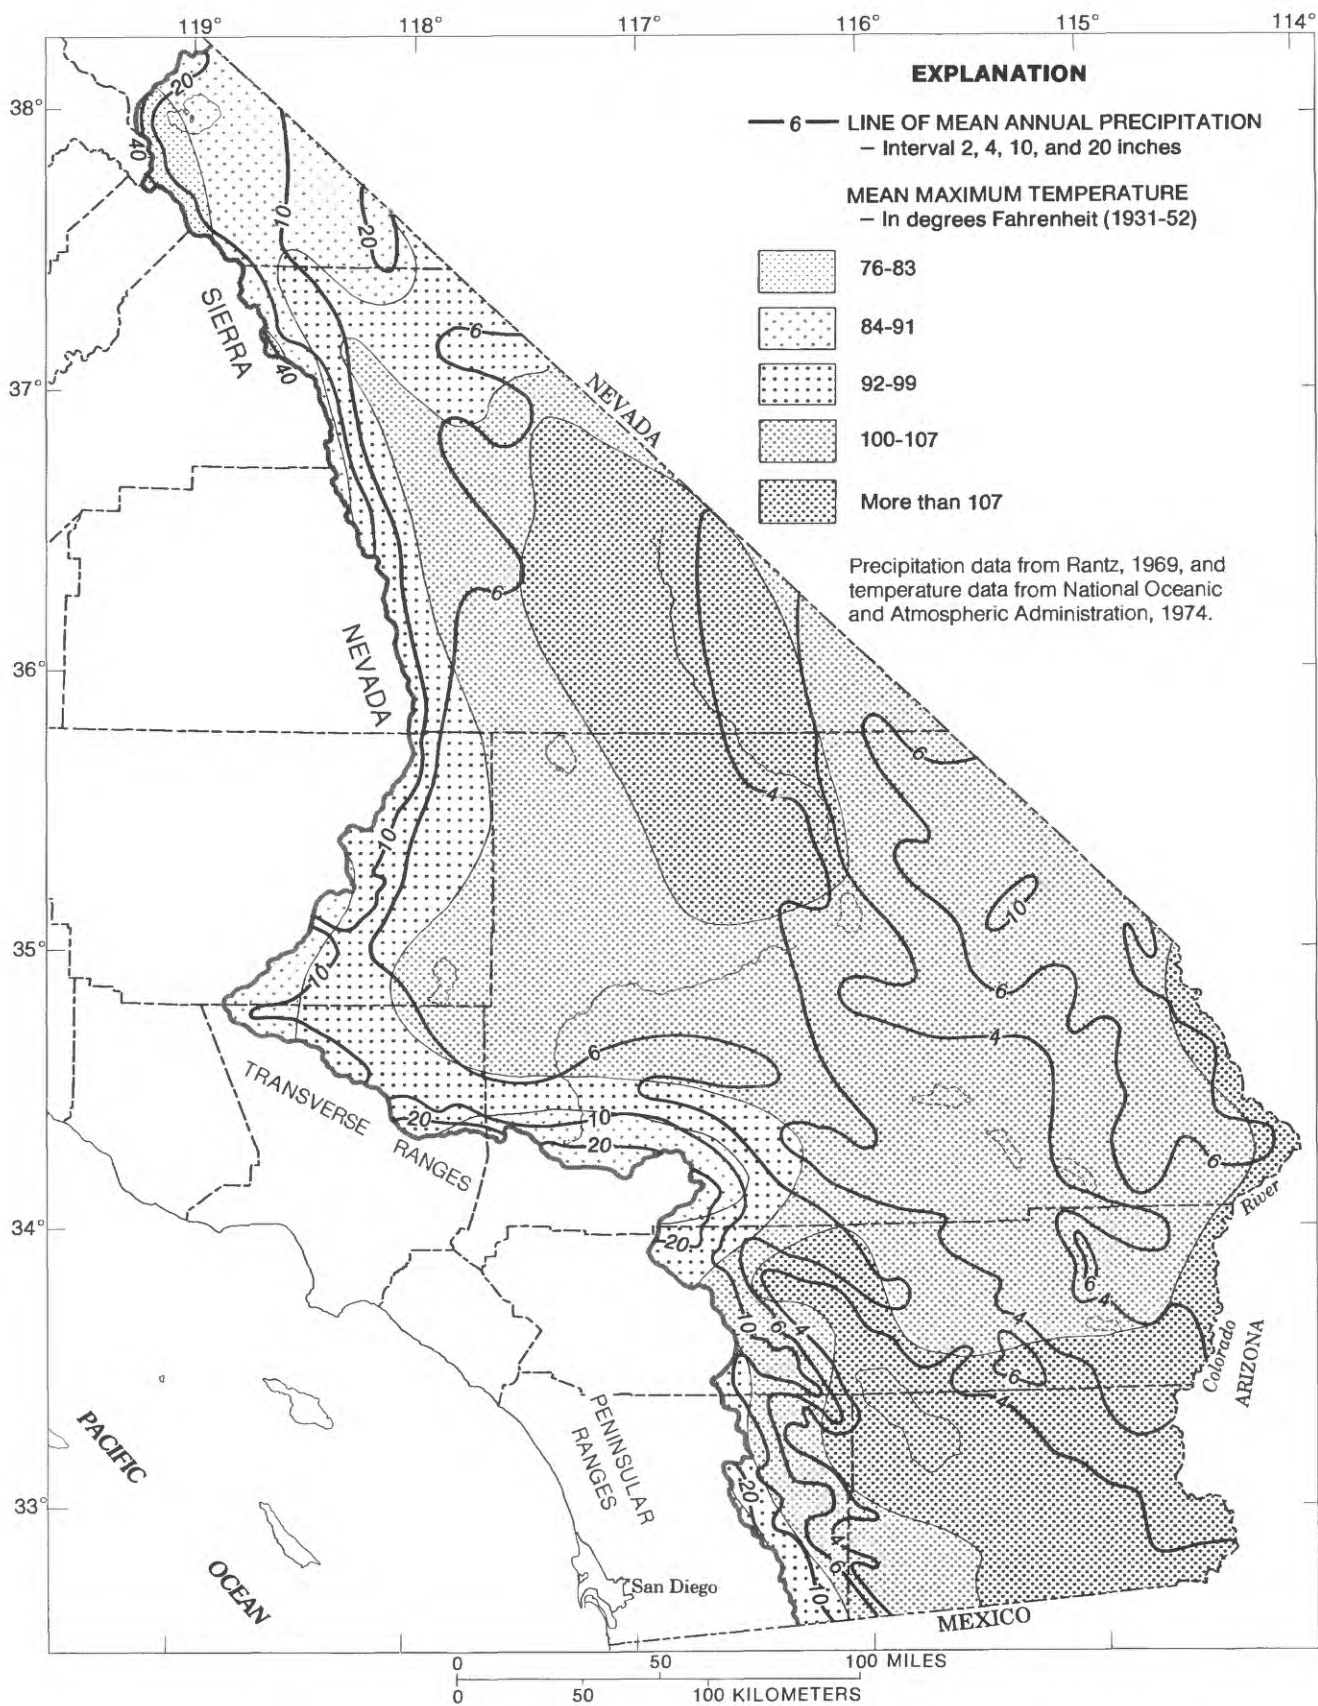 119° 118° 117° 116° 115° 114°
EXPLANATION
6 LINE OF MEAN ANNUAL PRECIPITATION
– Interval 2, 4, 10, and 20 inches
MEAN MAXIMUM TEMPERATURE
– In degrees Fahrenheit (1931-52)
76-83
84-91
92-99
100-107
More than 107
Precipitation data from Rantz, 1969, and
temperature data from National Oceanic
and Atmospheric Administration, 1974.
38°
37°
36°
35°
34°
33°
20
40
10
20
SIERRA
40
6
NEVADA
6
NEVADA
6
4
10
10
6
10
6
4
TRANSVERSE RANGES
20
10
20
6
River
20
10
6
4
6
4
6
4
Colorado
ARIZONA
PENINSULAR
RANGES
PACIFIC
OCEAN
20
4
6
10
San Diego
MEXICO
0 50 100 MILES
0 50 100 KILOMETERS